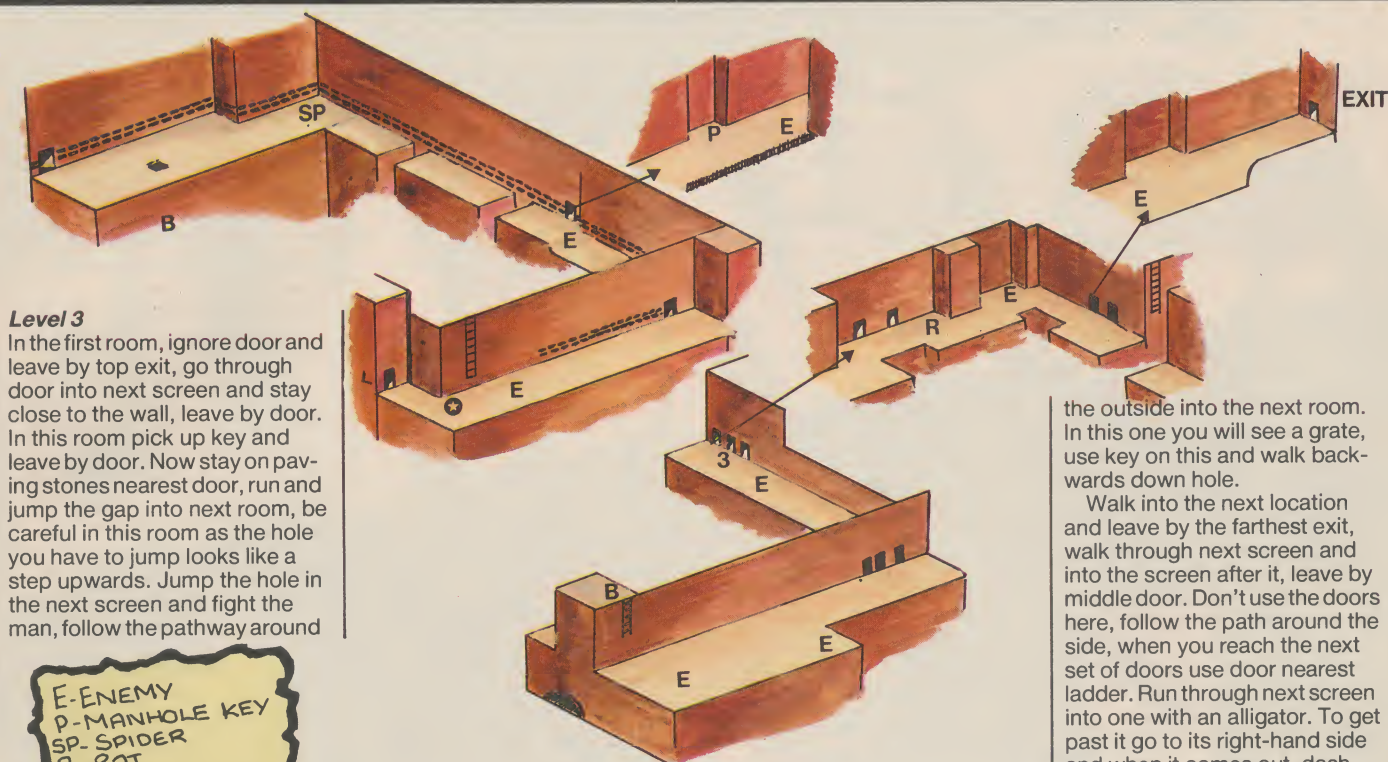 SP
P
E
EXIT
B
E
E
E
R
E
L
3
E
B
E
E
Level 3
In the first room, ignore door and
leave by top exit, go through
door into next screen and stay
close to the wall, leave by door.
In this room pick up key and
leave by door. Now stay on pav-
ing stones nearest door, run and
jump the gap into next room, be
careful in this room as the hole
you have to jump looks like a
step upwards. Jump the hole in
the next screen and fight the
man, follow the pathway around
E-ENEMY
P-MANHOLE KEY
SP-SPIDER
the outside into the next room.
In this one you will see a grate,
use key on this and walk back-
wards down hole.
Walk into the next location
and leave by the farthest exit,
walk through next screen and
into the screen after it, leave by
middle door. Don't use the doors
here, follow the path around the
side, when you reach the next
set of doors use door nearest
ladder. Run through next screen
into one with an alligator. To get
past it go to its right-hand side
and when it comes out, dash